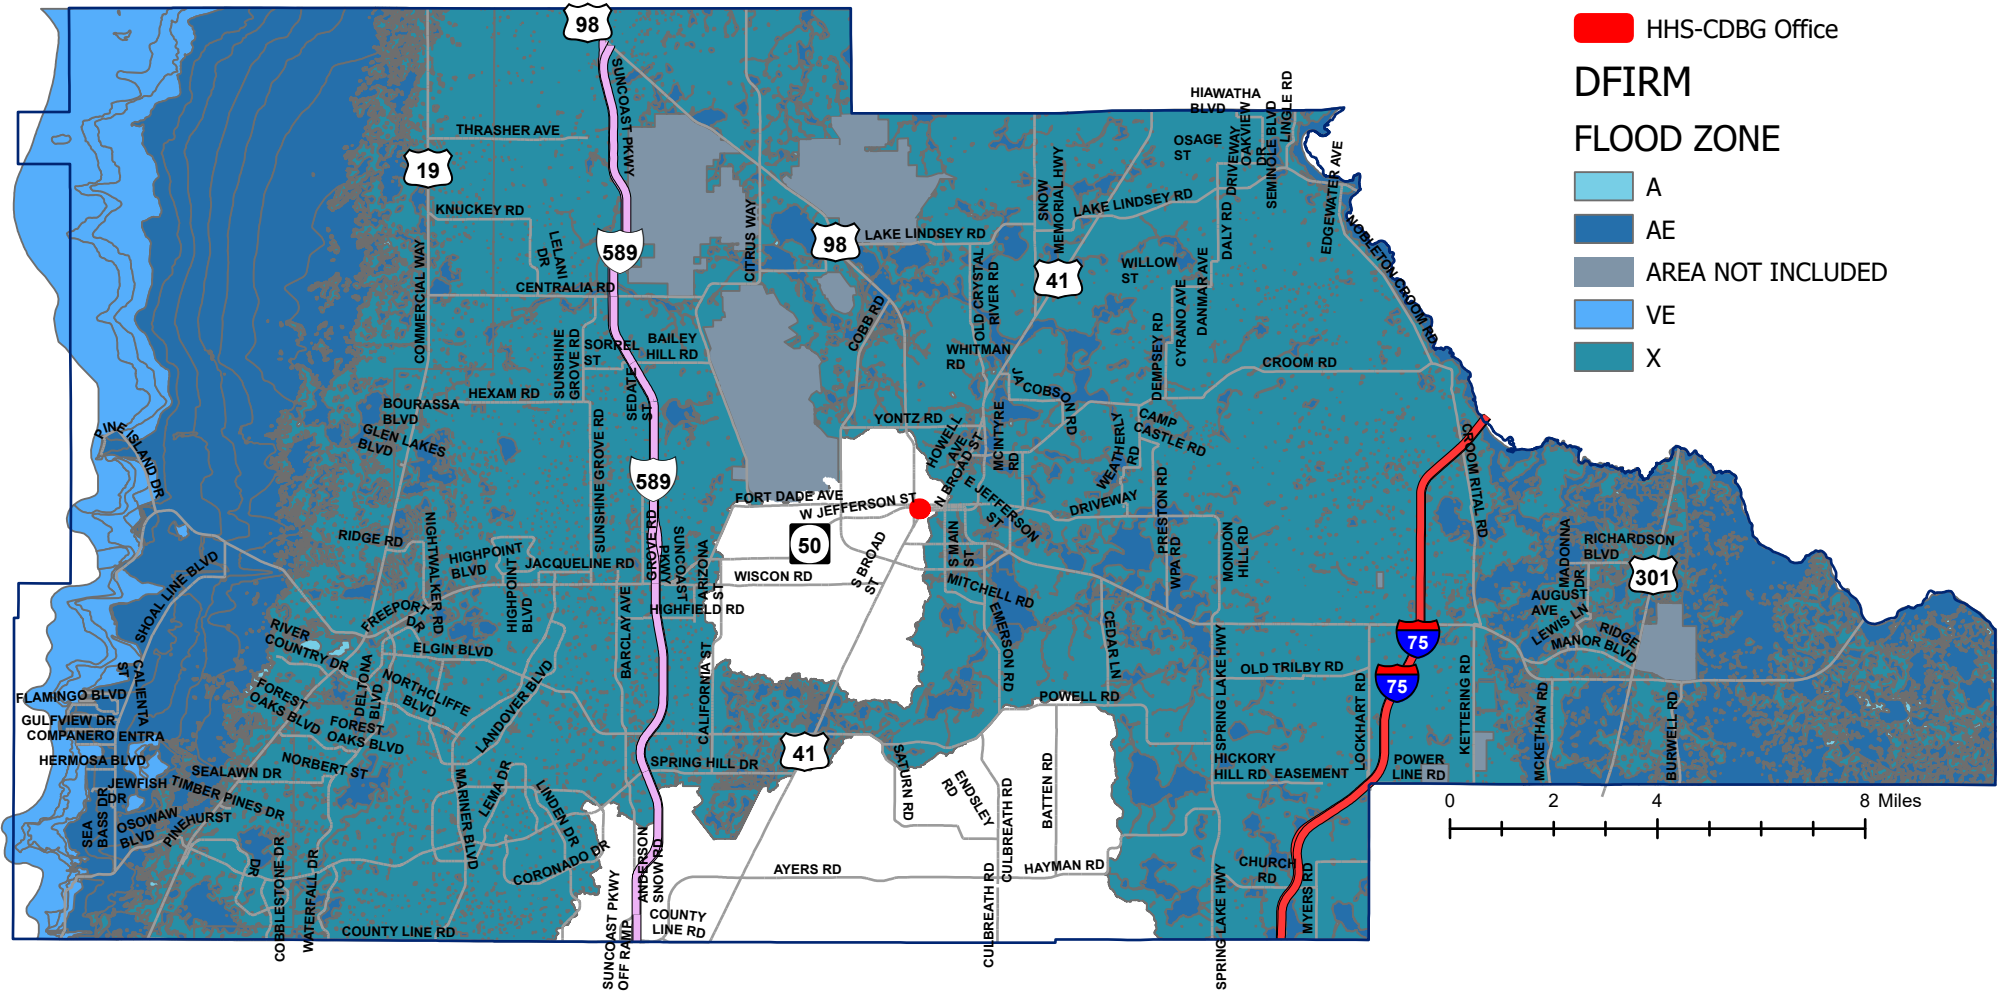 HHS-CDBG Office
DFIRM
FLOOD ZONE
A
AE
AREA NOT INCLUDED
VE
X
0 2 4 8 Miles
98
SUNCOAST PKWY
THRASHER AVE
19
KNUCKEY RD
LELANI
DR
589
CENTRALIA RD
CITRUS WAY
COMMERCIAL WAY
SUNSHINE
GROVE RD
SORREL
ST
BAILEY
HILL RD
SEDATE
ST
HEXAM RD
BOURASSA
BLVD
GLEN LAKES
BLVD
PINE ISLAND DR
SUNSHINE GROVE RD
589
98
LAKE LINDSEY RD
COBB RD
OLD CRYSTAL
RIVER RD
SNOW
MEMORIAL HWY
41
LAKE LINDSEY RD
HIAWATHA
BLVD
OSAGE
ST
OAKVIEW
DR
SEMINOLE BLVD
LINGLE RD
DRIVEWAY
DALY RD
EDGEWATER AVE
NOBLETON CROOM RD
WILLOW
ST
DANMAR AVE
CYRANO AVE
DEMPSEY RD
WHITMAN
RD
JACOBSON RD
CROOM RD
YONTZ RD
HOWELL
AVE
N BROAD ST
MCINTYRE
RD
CAMP
CASTLE RD
WEATHERLY
RD
CROOM RITAL RD
FORT DADE AVE
W JEFFERSON ST
E JEFFERSON
ST
DRIVEWAY
PRESTON RD
50
S BROAD
ST
S MAIN
ST
WPA RD
MONDON
HILL RD
RIDGE RD
NIGHTWALKER RD
HIGHPOINT
BLVD
JACQUELINE RD
HIGHPOINT
BLVD
GROVE RD
SUNCOAST
PKWY
ARIZONA
ST
WISCON RD
HIGHFIELD RD
MITCHELL RD
EMERSON RD
CEDAR LN
SHOAL LINE BLVD
FREEPORT
DR
RIVER
COUNTRY DR
ELGIN BLVD
BARCLAY AVE
CALIFORNIA ST
MADONNA
DR
RICHARDSON
BLVD
301
AUGUST
AVE
LEWIS LN
RIDGE
MANOR BLVD
75
75
OLD TRILBY RD
SPRING LAKE HWY
LOCKHART RD
KETTERING RD
MCKETHAN RD
BURWELL RD
POWELL RD
CALIENTA
ST
FLAMINGO BLVD
GULFVIEW DR
COMPANERO ENTRA
HERMOSA BLVD
FOREST
OAKS BLVD
DELTONA
BLVD
NORTHCLIFFE
BLVD
FOREST
OAKS BLVD
LANDOVER BLVD
NORBERT ST
SEALAWN DR
JEWFISH
DR
TIMBER PINES DR
SEA
BASS DR
OSOWAW
BLVD
PINEHURST
DR
COBBLESTONE DR
WATERFALL DR
MARINER BLVD
LEMA DR
LINDEN DR
CORONADO DR
SPRING HILL DR
41
SATURN RD
ENDSLEY
RD
CULBREATH RD
BATTEN RD
HICKORY
HILL RD
EASEMENT
POWER
LINE RD
AYERS RD
HAYMAN RD
CHURCH
RD
MYERS RD
ANDERSON
SNOW RD
COUNTY
LINE RD
COUNTY LINE RD
SUNCOAST PKWY
OFF RAMP
CULBREATH RD
SPRING LAKE HWY